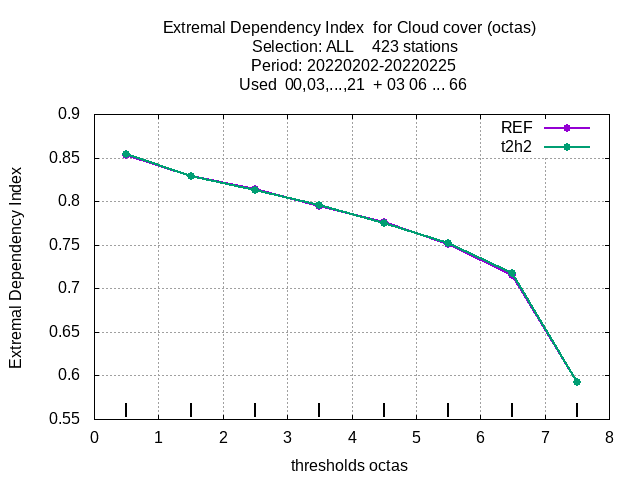 Extremal Dependency Index  for Cloud cover (octas)
Selection: ALL    423 stations
Period: 20220202-20220225
Used  00,03,...,21  + 03 06 ... 66
REF
t2h2
Extremal Dependency Index
0.9
0.85
0.8
0.75
0.7
0.65
0.6
0.55
0 1 2 3 4 5 6 7 8
thresholds octas